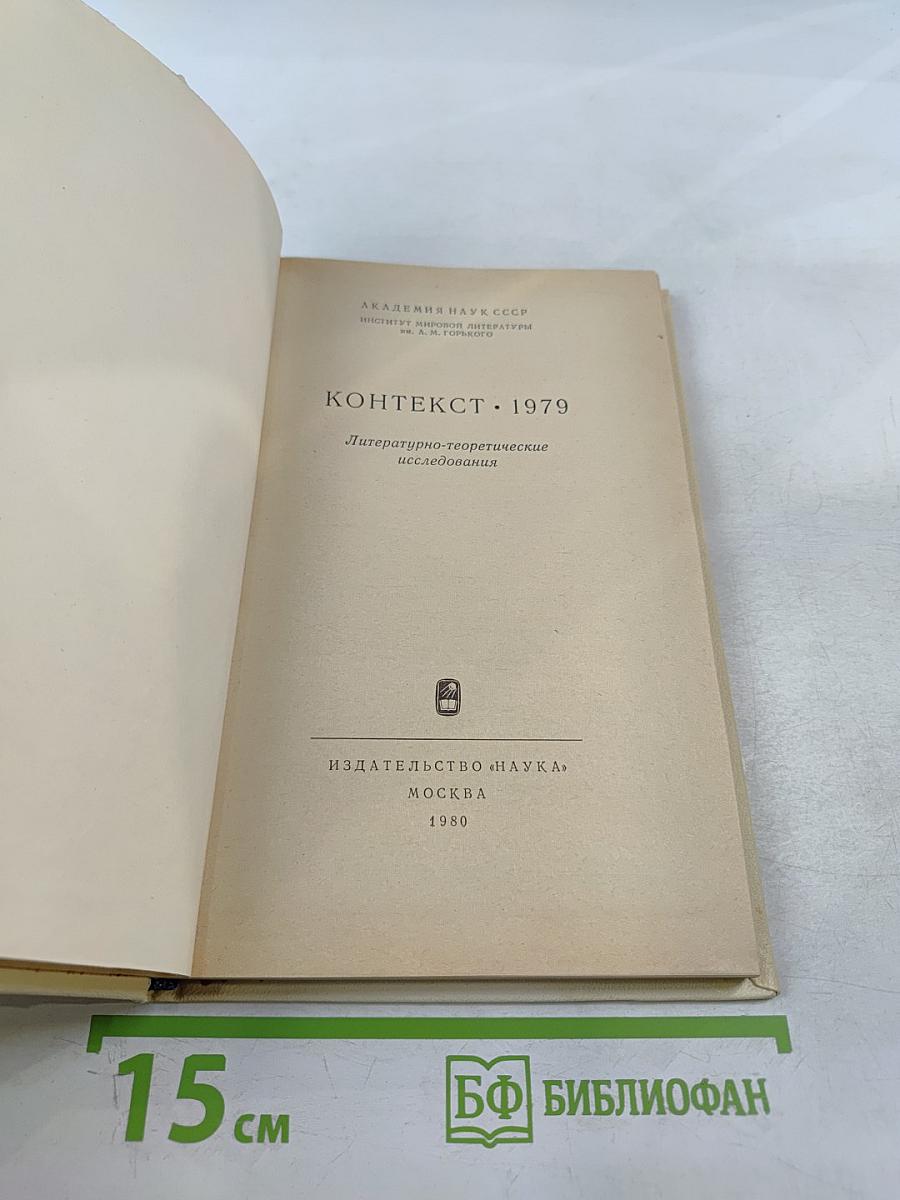 АКАДЕМИЯ НАУК СССР
ИНСТИТУТ МИРОВОЙ ЛИТЕРАТУРЫ
им. А. М. ГОРЬКОГО
КОНТЕКСТ • 1979
Литературно-теоретические
исследования
ИЗДАТЕЛЬСТВО «НАУКА»
МОСКВА
1980
15 см
БФ БИБЛИОФАН